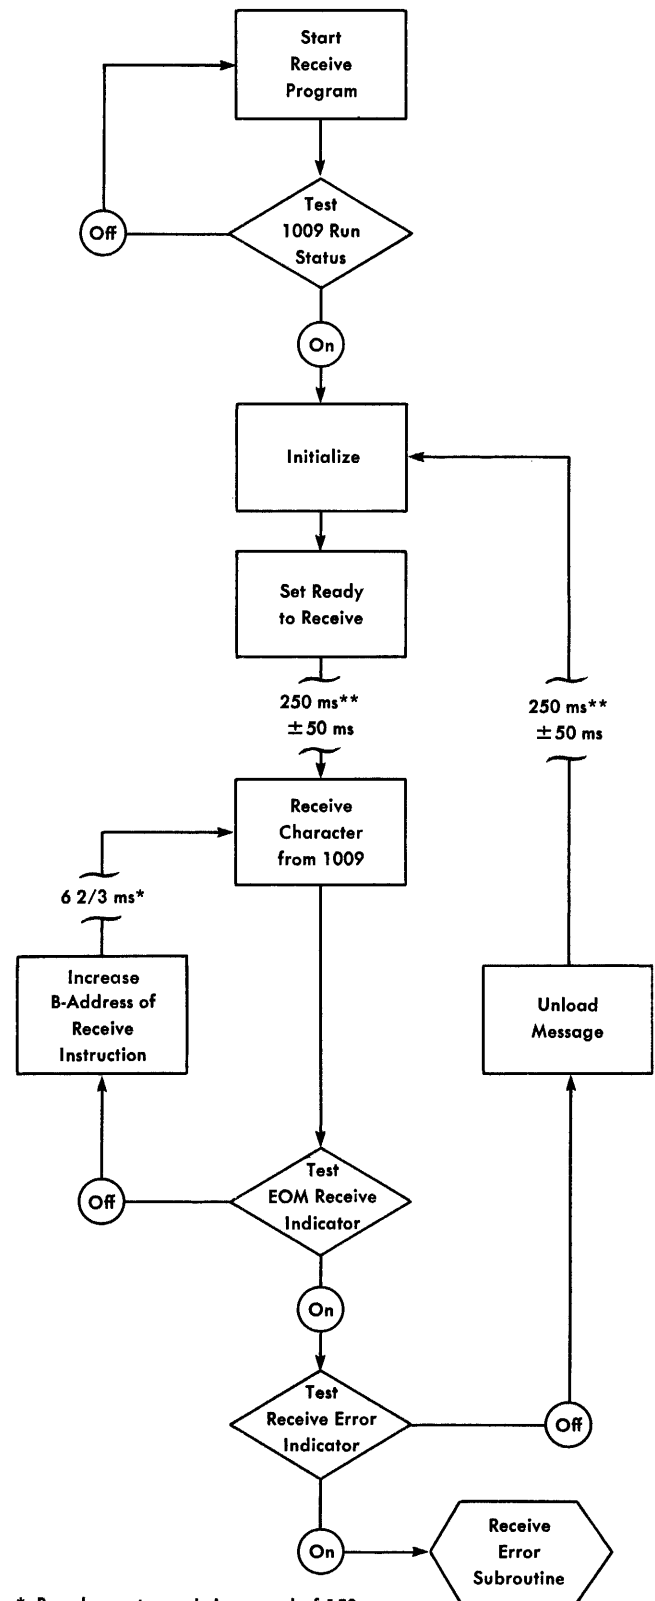 Start
Receive
Program
Test
1009 Run
Status
Off
On
Initialize
Set Ready
to Receive
250 ms**
±50 ms
250 ms**
±50 ms
Receive
Character
from 1009
6 2/3 ms*
Increase
B-Address of
Receive
Instruction
Unload
Message
Test
EOM Receive
Indicator
Off
On
Test
Receive Error
Indicator
Off
On
Receive
Error
Subroutine